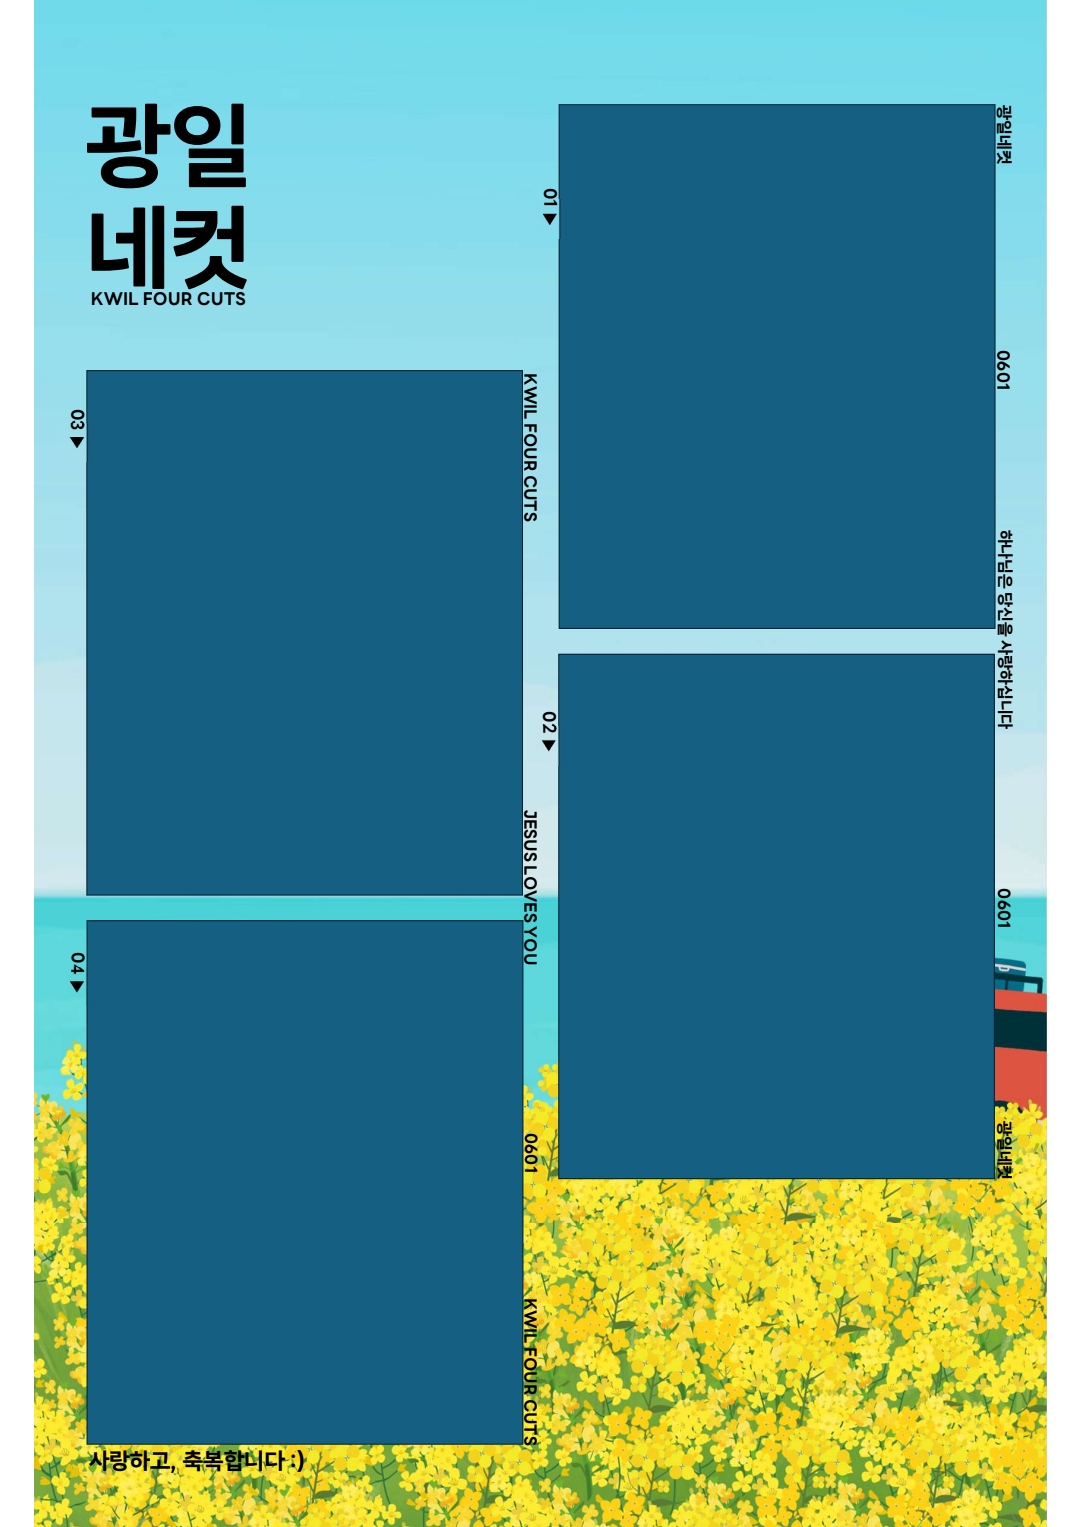 광일
네컷
KWIL FOUR CUTS
01
광일네컷
0601
하나님은 당신을 사랑하십니다
03
KWIL FOUR CUTS
JESUS LOVES YOU
02
0601
광일네컷
04
0601
KWIL FOUR CUTS
사랑하고, 축복합니다 :)